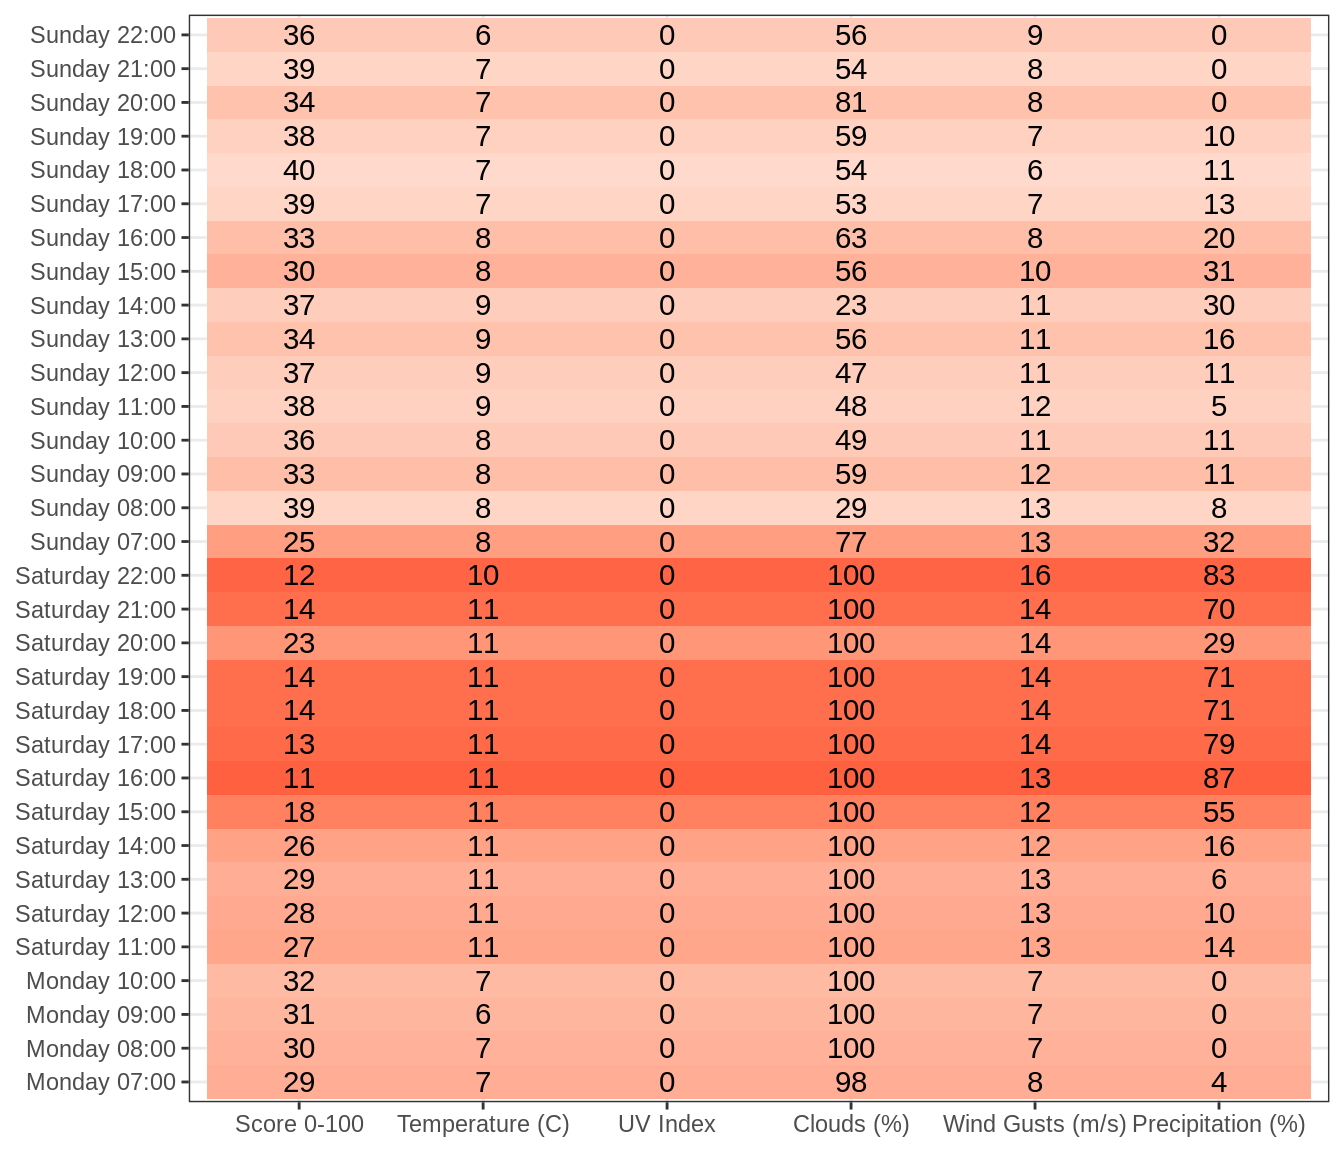 Sunday 22:00 36 6 0 56 9 0
Sunday 21:00 39 7 0 54 8 0
Sunday 20:00 34 7 0 81 8 0
Sunday 19:00 38 7 0 59 7 10
Sunday 18:00 40 7 0 54 6 11
Sunday 17:00 39 7 0 53 7 13
Sunday 16:00 33 8 0 63 8 20
Sunday 15:00 30 8 0 56 10 31
Sunday 14:00 37 9 0 23 11 30
Sunday 13:00 34 9 0 56 11 16
Sunday 12:00 37 9 0 47 11 11
Sunday 11:00 38 9 0 48 12 5
Sunday 10:00 36 8 0 49 11 11
Sunday 09:00 33 8 0 59 12 11
Sunday 08:00 39 8 0 29 13 8
Sunday 07:00 25 8 0 77 13 32
Saturday 22:00 12 10 0 100 16 83
Saturday 21:00 14 11 0 100 14 70
Saturday 20:00 23 11 0 100 14 29
Saturday 19:00 14 11 0 100 14 71
Saturday 18:00 14 11 0 100 14 71
Saturday 17:00 13 11 0 100 14 79
Saturday 16:00 11 11 0 100 13 87
Saturday 15:00 18 11 0 100 12 55
Saturday 14:00 26 11 0 100 12 16
Saturday 13:00 29 11 0 100 13 6
Saturday 12:00 28 11 0 100 13 10
Saturday 11:00 27 11 0 100 13 14
Monday 10:00 32 7 0 100 7 0
Monday 09:00 31 6 0 100 7 0
Monday 08:00 30 7 0 100 7 0
Monday 07:00 29 7 0 98 8 4
Score 0-100 Temperature (C) UV Index Clouds (%) Wind Gusts (m/s) Precipitation (%)